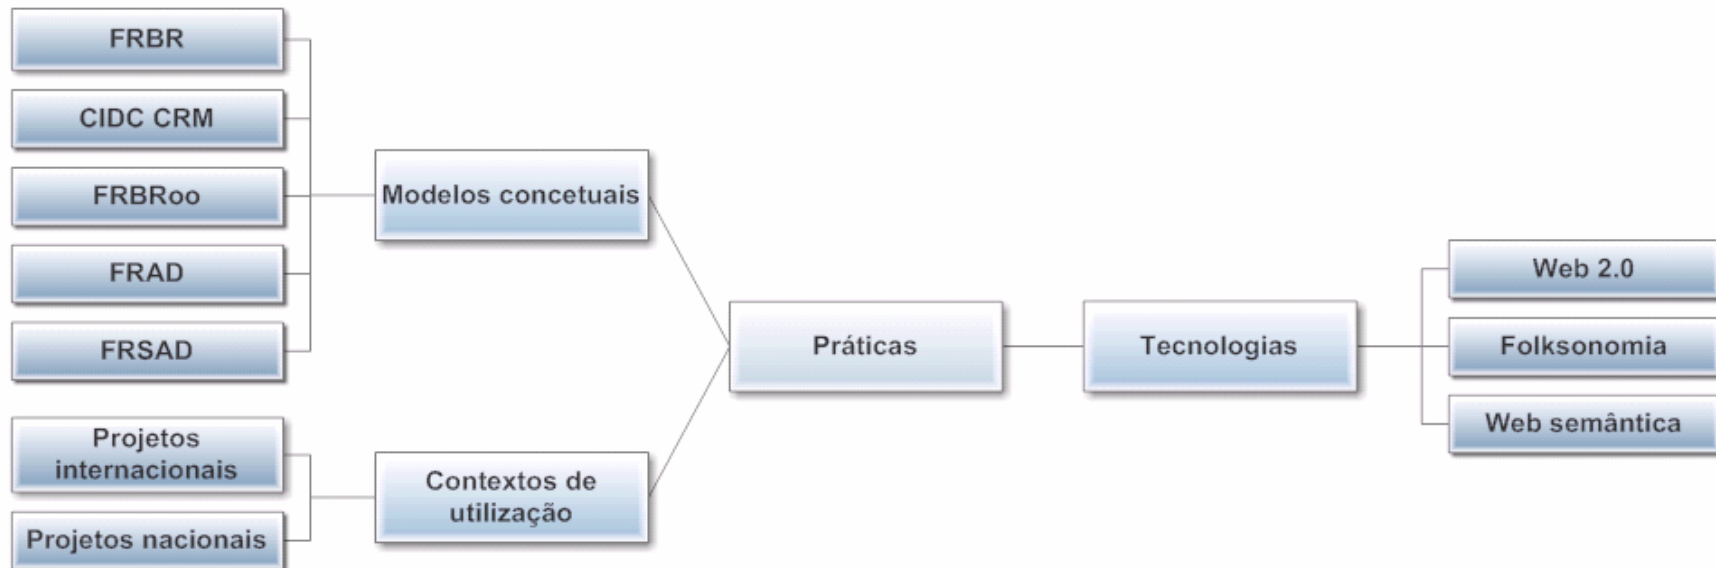 FRBR
CIDC CRM
FRBRoo
FRAD
FRSAD
Projetos
internacionais
Projetos nacionais
Modelos concetuais
Contextos de
utilização
Práticas
Tecnologias
Web 2.0
Folksonomia
Web semântica